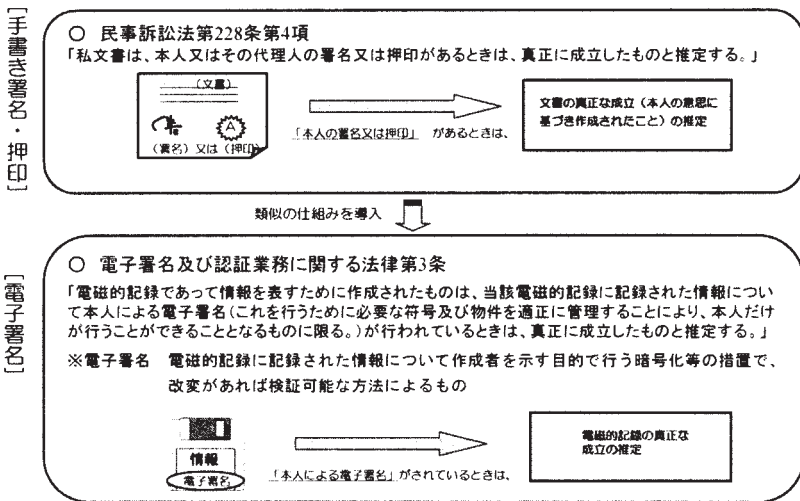 [手書き署名・押印]
○ 民事訴訟法第228条第4項
「私文書は、本人又はその代理人の署名又は押印があるときは、真正に成立したものと推定する。」
(文書)
(署名) 又は (押印)
「本人の署名又は押印」 があるときは、
文書の真正な成立(本人の意思に
基づき作成されたこと)の推定
類似の仕組みを導入
[電子署名]
○ 電子署名及び認証業務に関する法律第3条
「電磁的記録であって情報を表すために作成されたものは、当該電磁的記録に記録された情報につい
て本人による電子署名(これを行うために必要な符号及び物件を適正に管理することにより、本人だけ
が行うことができることとなるものに限る。)が行われているときは、真正に成立したものと推定する。」
※電子署名 電磁的記録に記録された情報について作成者を示す目的で行う暗号化等の措置で、
改変があれば検証可能な方法によるもの
情報
電子署名
「本人による電子署名」がされているときは、
電磁的記録の真正な
成立の推定